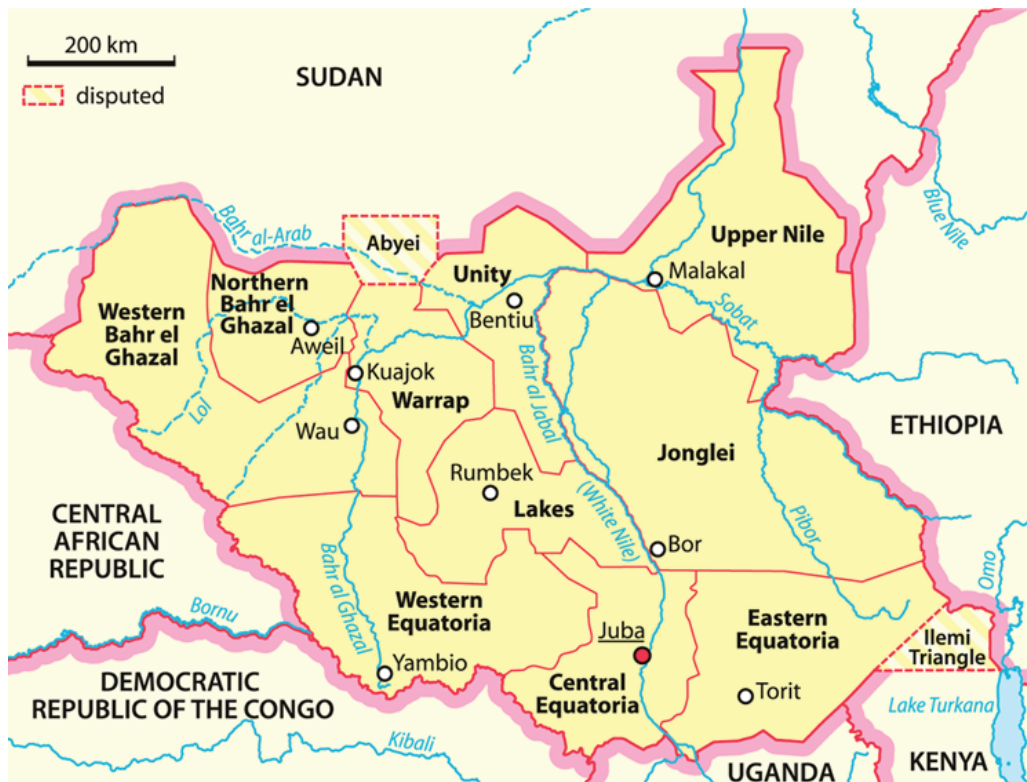 200 km
disputed
SUDAN
Blue Nile
Bahr al-Arab
Abyei
Upper Nile
Unity
Malakal
Northern
Bahr el
Ghazal
Western
Bahr el
Ghazal
Bentiu
Sobat
Aweil
Kuajok
Bahr al Jabal
Warrap
Lol
Wau
ETHIOPIA
Jonglei
Rumbek
Lakes
(White Nile)
CENTRAL
AFRICAN
REPUBLIC
Pibor
Bor
Omo
Bahr al Ghazal
Bornu
Western
Equatoria
Eastern
Equatoria
Juba
Ilemi
Triangle
Yambio
Central
Equatoria
Torit
DEMOCRATIC
REPUBLIC OF THE CONGO
Lake Turkana
Kibali
UGANDA
KENYA